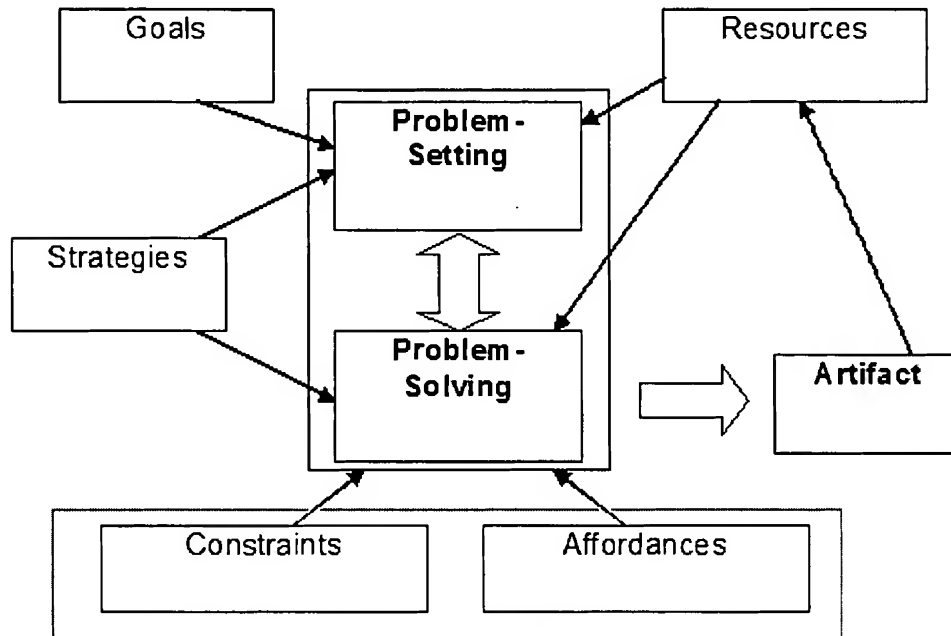 Goals
Resources
Problem-
Setting
Strategies
Problem-
Solving
Artifact
Constraints
Affordances